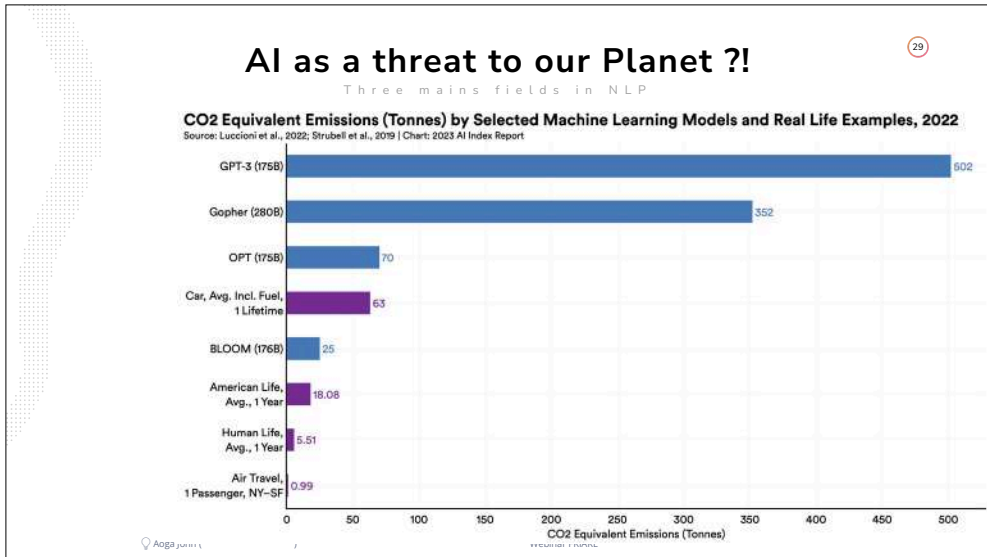 AI as a threat to our Planet ?!
29
Three mains fields in NLP
CO2 Equivalent Emissions (Tonnes) by Selected Machine Learning Models and Real Life Examples, 2022
Source: Luccioni et al., 2022; Strubell et al., 2019 | Chart: 2023 AI Index Report
GPT-3 (175B)
502
Gopher (280B)
352
OPT (175B)
70
Car, Avg. Incl. Fuel,
1 Lifetime
63
BLOOM (176B)
25
American Life,
Avg., 1 Year
18.08
Human Life,
Avg., 1 Year
5.51
Air Travel,
1 Passenger, NY–SF
0.99
0 50 100 150 200 250 300 350 400 450 500
CO2 Equivalent Emissions (Tonnes)
Aoga John ( )
Webinar